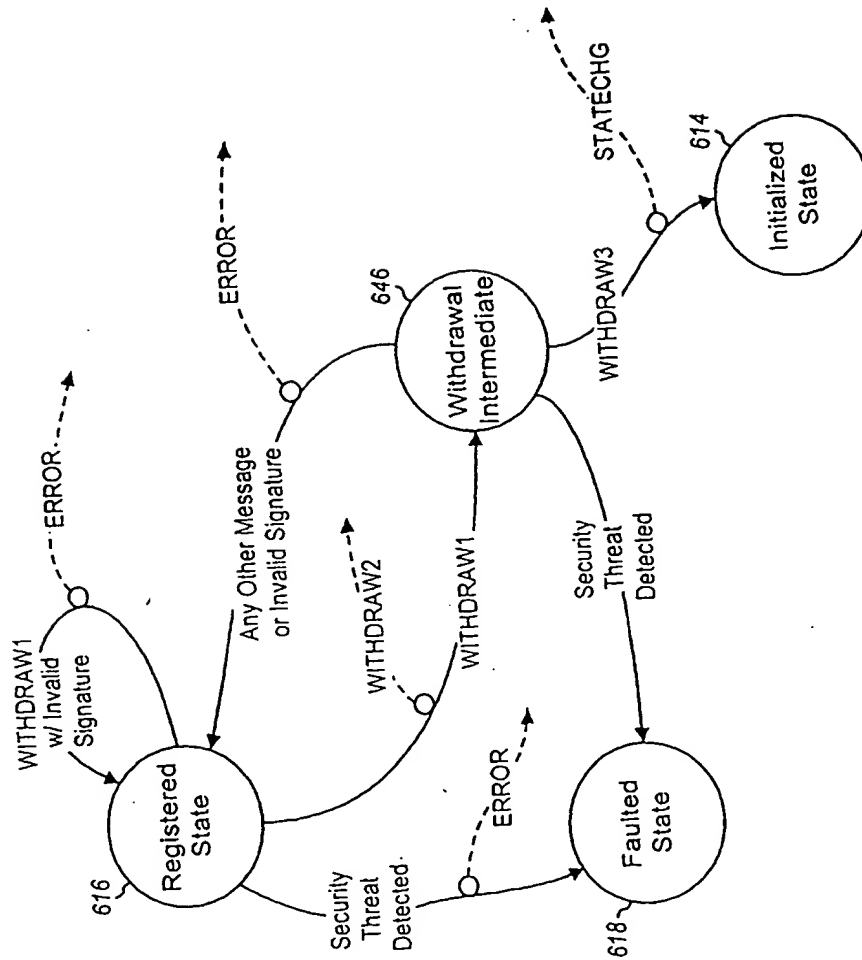 WITHDRAW1
w/ Invalid
Signature
ERROR
616
Registered
State
Any Other Message
or Invalid Signature
ERROR
WITHDRAW2
WITHDRAW1
646
Withdrawal
Intermediate
Security
Threat
Detected
ERROR
618
Faulted
State
Security
Threat
Detected
WITHDRAW3
STATECHG
614
Initialized
State